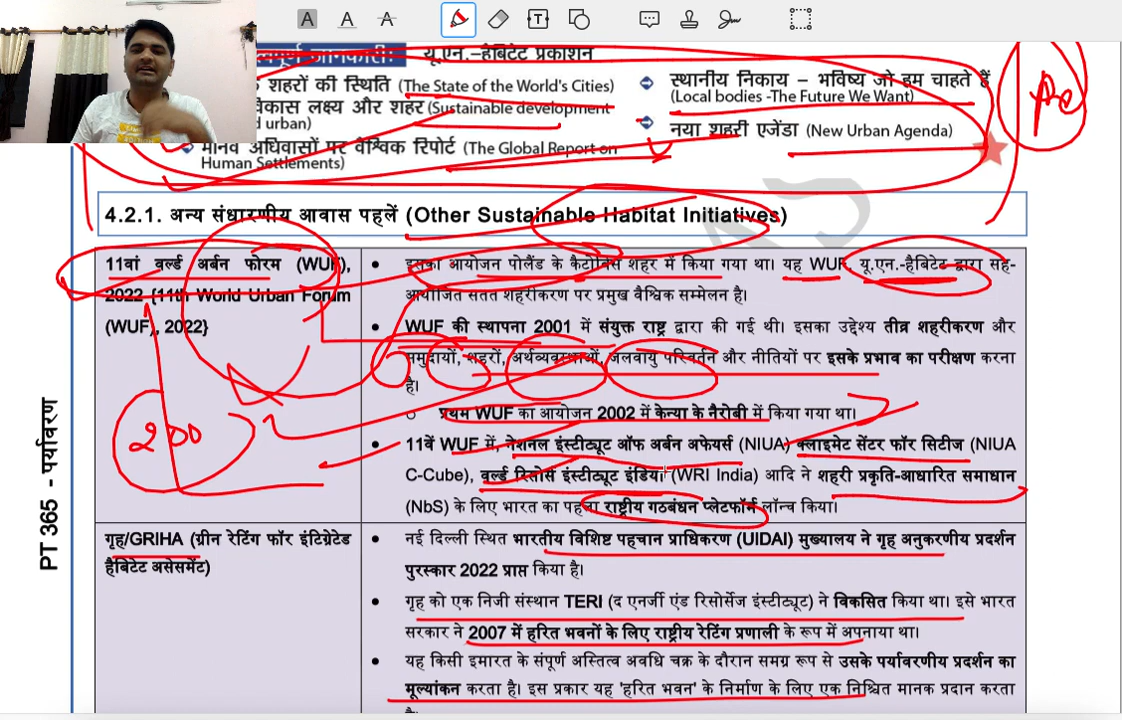 जानकारी: यू.एन.-हैबिटेट प्रकाशन
शहरों की स्थिति (The State of the World's Cities)
विकास लक्ष्य और शहर (Sustainable development
urban)
मानव अधिवासों पर वैश्विक रिपोर्ट (The Global Report on
Human Settlements)
स्थानीय निकाय – भविष्य जो हम चाहते हैं
(Local bodies -The Future We Want)
नया शहरी एजेंडा (New Urban Agenda)
4.2.1. अन्य संधारणीय आवास पहलें (Other Sustainable Habitat Initiatives)
11वां वर्ल्ड अर्बन फोरम (WUF),
2022 {11th World Urban Forum
(WUF), 2022}
• इसका आयोजन पोलैंड के कैटोविस शहर में किया गया था। यह WUF, यू.एन.-हैबिटेट द्वारा सह-
आयोजित सतत शहरीकरण पर प्रमुख वैश्विक सम्मेलन है।
• WUF की स्थापना 2001 में संयुक्त राष्ट्र द्वारा की गई थी। इसका उद्देश्य तीव्र शहरीकरण और
समुदायों, शहरों, अर्थव्यवस्थाओं, जलवायु परिवर्तन और नीतियों पर इसके प्रभाव का परीक्षण करना
है।
o प्रथम WUF का आयोजन 2002 में केन्या के नैरोबी में किया गया था।
• 11वें WUF में, नेशनल इंस्टीट्यूट ऑफ अर्बन अफेयर्स (NIUA) क्लाइमेट सेंटर फॉर सिटीज (NIUA
C-Cube), वर्ल्ड रिसोर्स इंस्टीट्यूट इंडिया (WRI India) आदि ने शहरी प्रकृति-आधारित समाधान
(NbS) के लिए भारत का पहला राष्ट्रीय गठबंधन प्लेटफॉर्म लॉन्च किया।
200
गृह/GRIHA (ग्रीन रेटिंग फॉर इंटिग्रेटेड
हैबिटेट असेसमेंट)
• नई दिल्ली स्थित भारतीय विशिष्ट पहचान प्राधिकरण (UIDAI) मुख्यालय ने गृह अनुकरणीय प्रदर्शन
पुरस्कार 2022 प्राप्त किया है।
• गृह को एक निजी संस्थान TERI (द एनर्जी एंड रिसोर्सेज इंस्टीट्यूट) ने विकसित किया था। इसे भारत
सरकार ने 2007 में हरित भवनों के लिए राष्ट्रीय रेटिंग प्रणाली के रूप में अपनाया था।
• यह किसी इमारत के संपूर्ण अस्तित्व अवधि चक्र के दौरान समग्र रूप से उसके पर्यावरणीय प्रदर्शन का
मूल्यांकन करता है। इस प्रकार यह 'हरित भवन' के निर्माण के लिए एक निश्चित मानक प्रदान करता
PT 365 - पर्यावरण